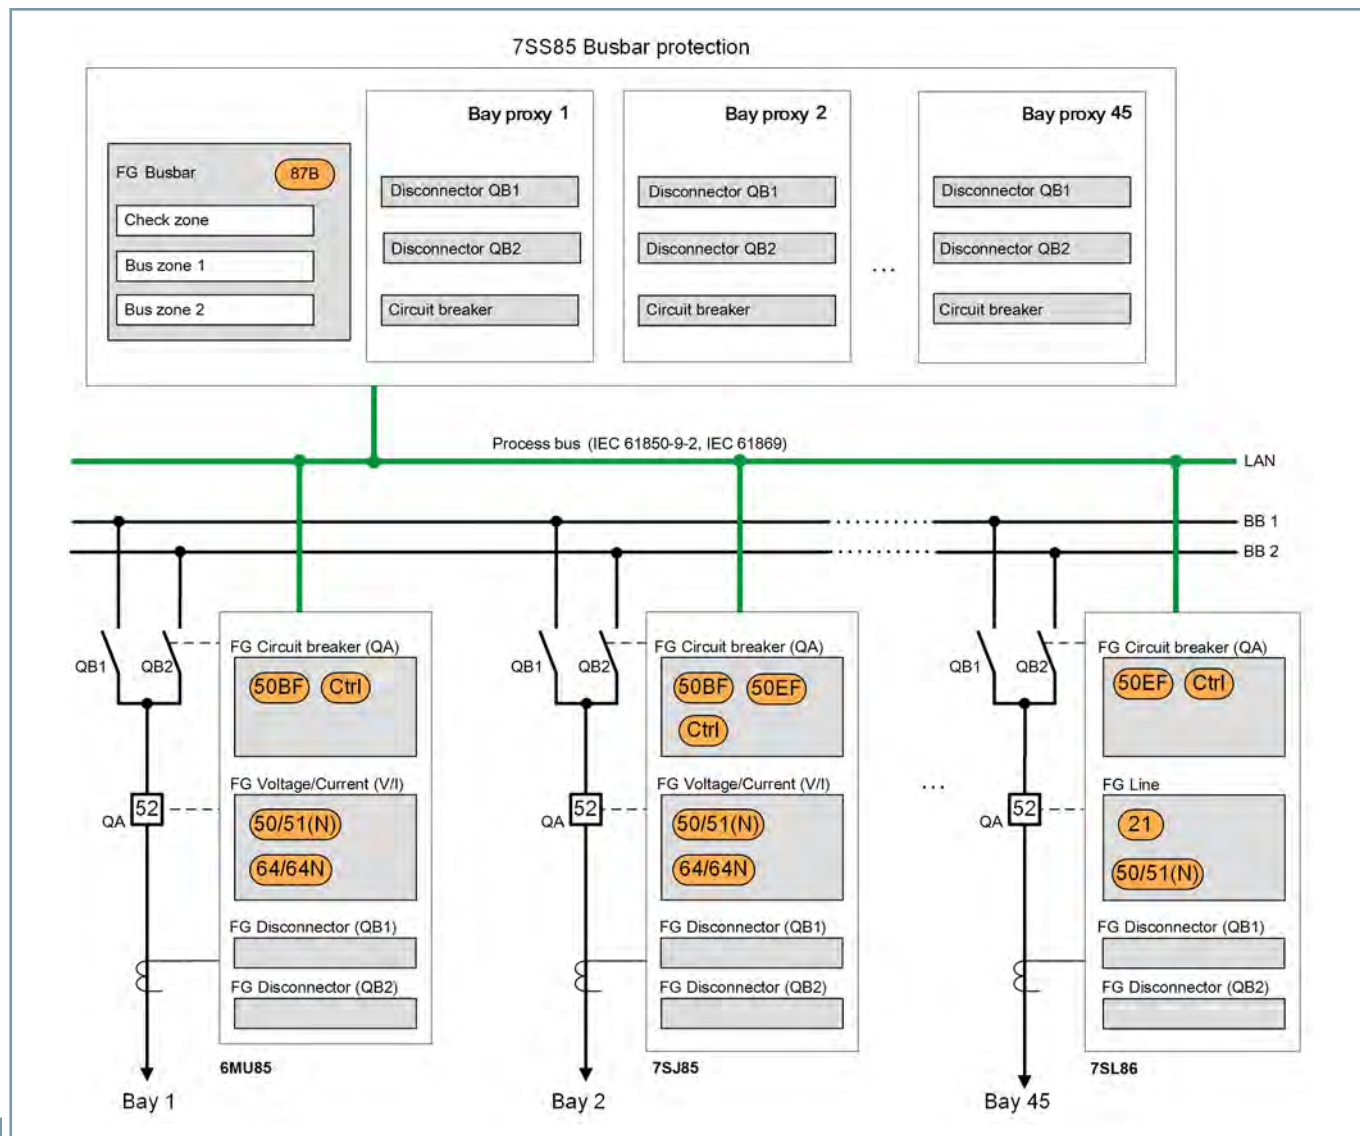 7SS85 Busbar protection
Bay proxy 1
Bay proxy 2
Bay proxy 45
FG Busbar
87B
Check zone
Bus zone 1
Bus zone 2
Disconnector QB1
Disconnector QB2
Circuit breaker
Disconnector QB1
Disconnector QB2
Circuit breaker
...
Disconnector QB1
Disconnector QB2
Circuit breaker
Process bus (IEC 61850-9-2, IEC 61869)
LAN
BB 1
BB 2
QB1
QB2
QA
52
FG Circuit breaker (QA)
50BF
Ctrl
FG Voltage/Current (V/I)
50/51(N)
64/64N
FG Disconnector (QB1)
FG Disconnector (QB2)
6MU85
Bay 1
QB1
QB2
QA
52
FG Circuit breaker (QA)
50BF
50EF
Ctrl
FG Voltage/Current (V/I)
50/51(N)
64/64N
FG Disconnector (QB1)
FG Disconnector (QB2)
7SJ85
Bay 2
...
QB1
QB2
QA
52
FG Circuit breaker (QA)
50EF
Ctrl
FG Line
21
50/51(N)
FG Disconnector (QB1)
FG Disconnector (QB2)
7SL86
Bay 45